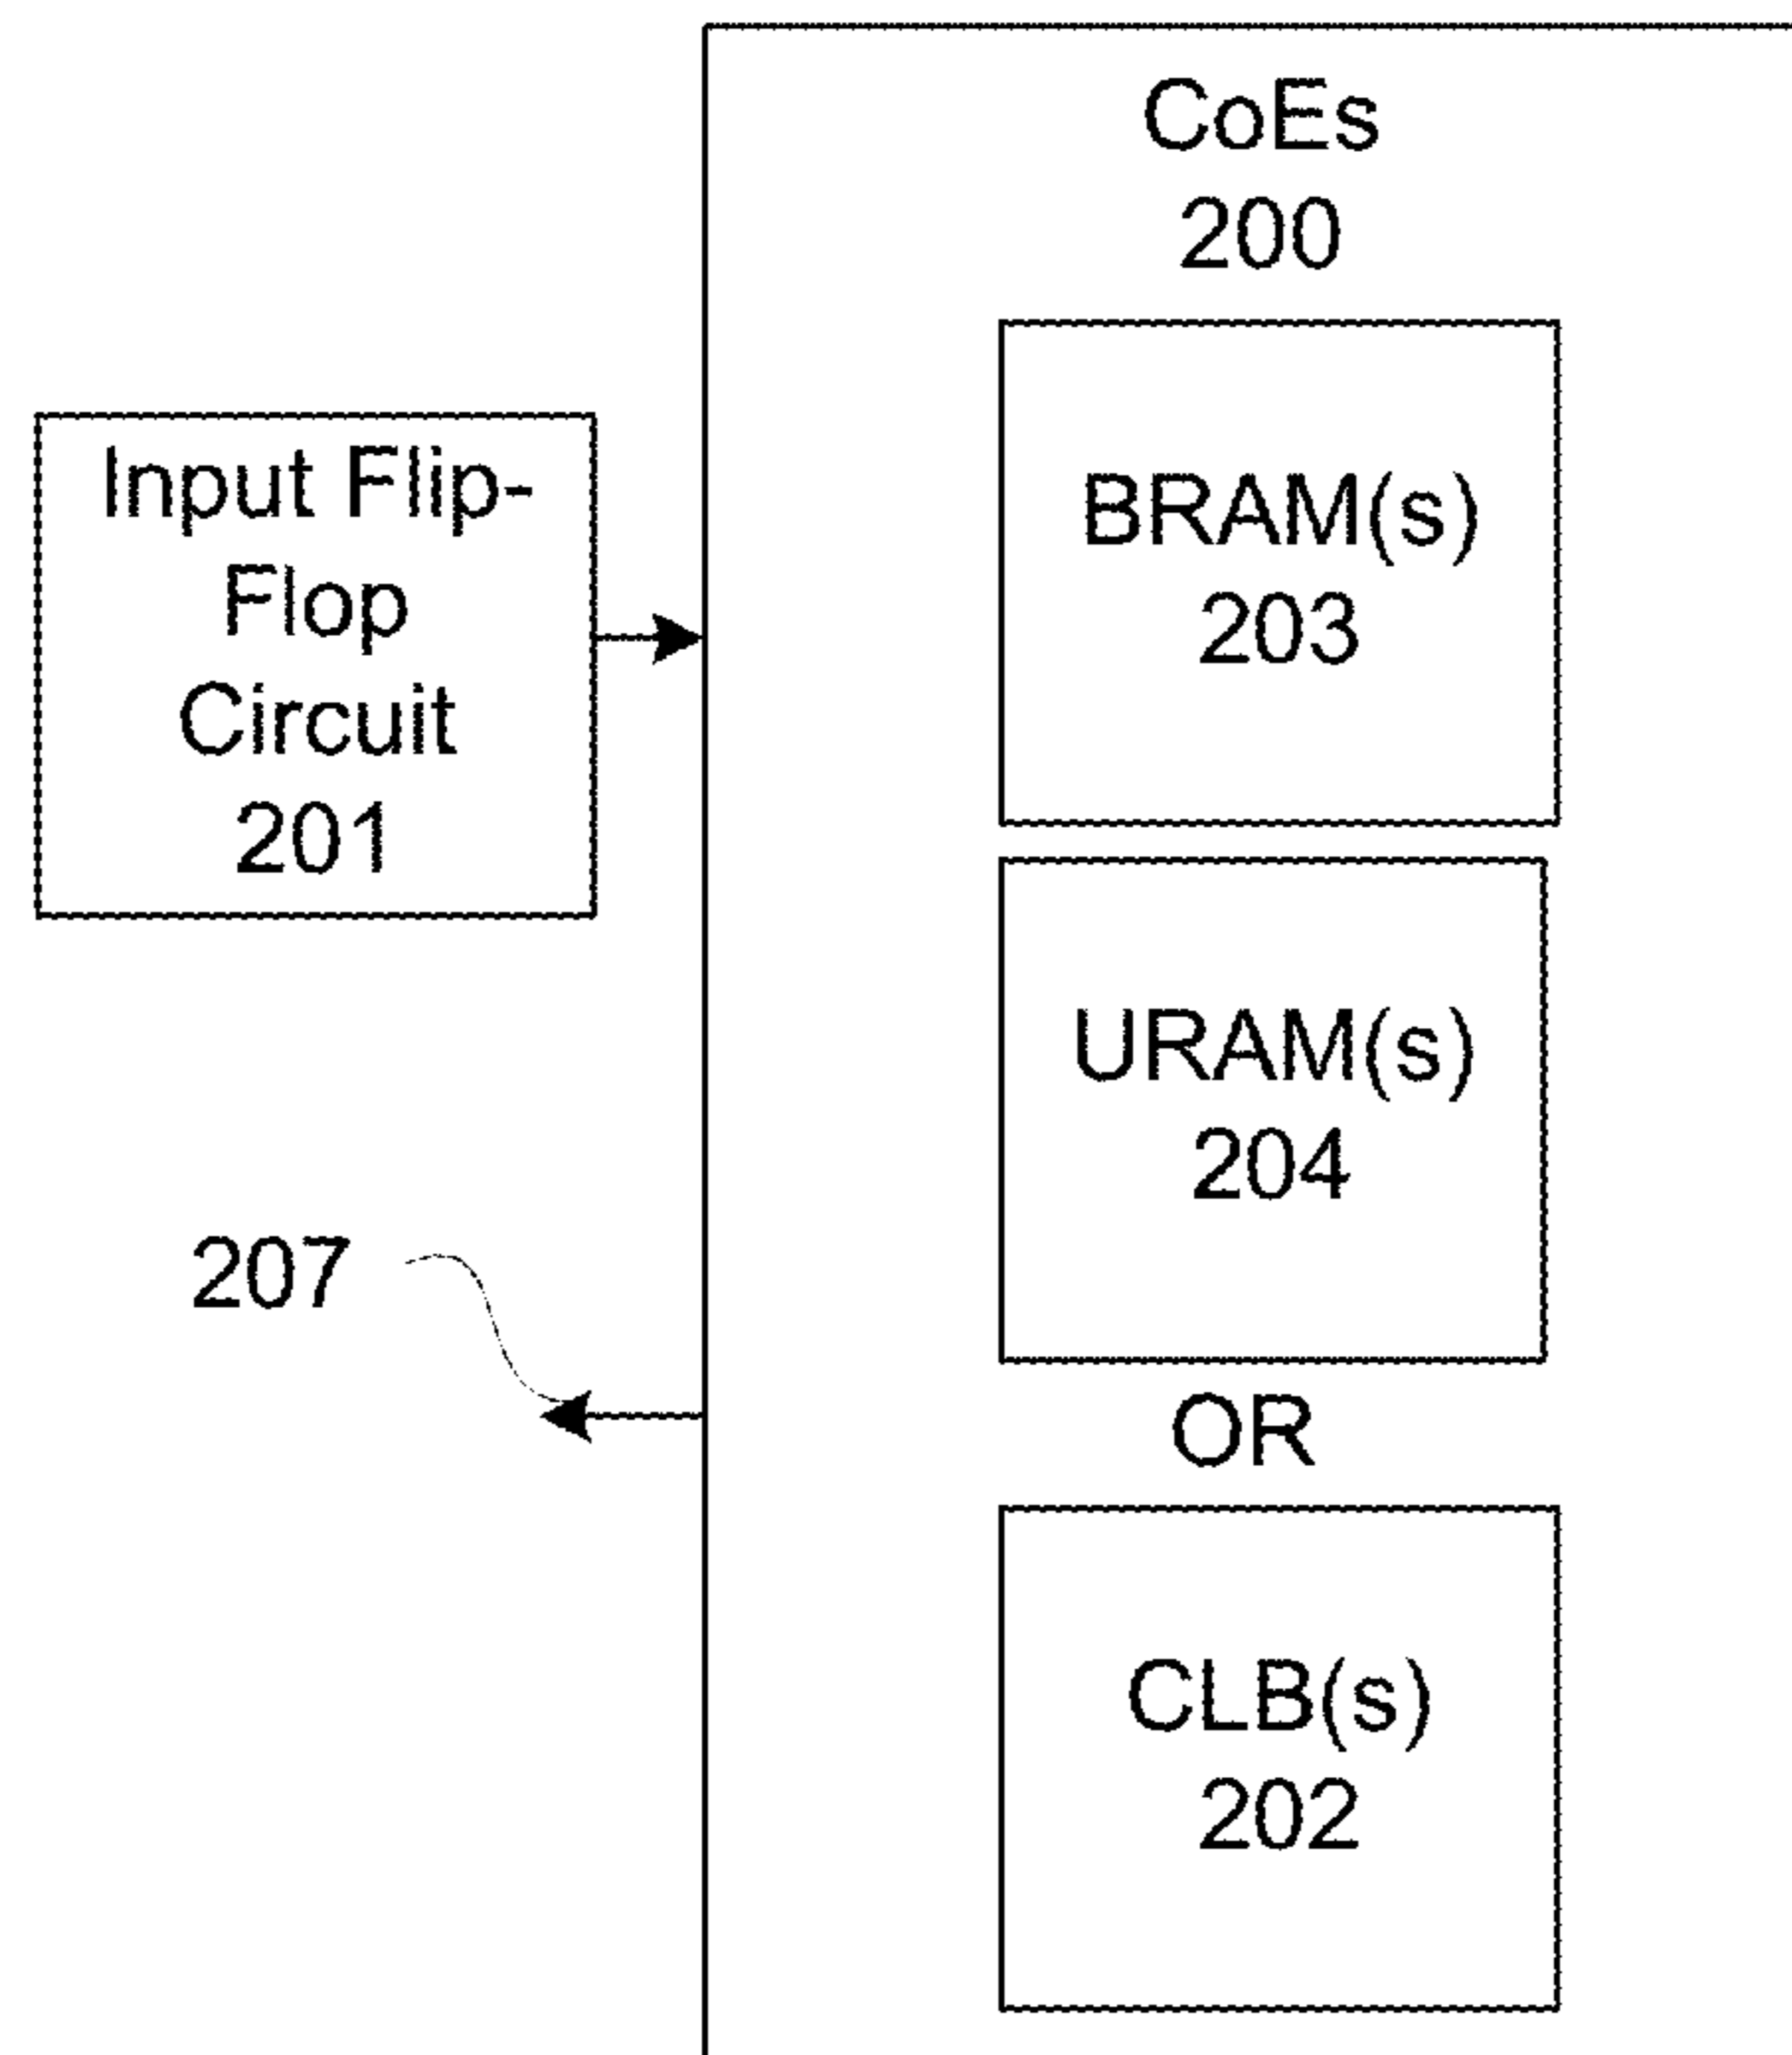 CoEs
200
Input Flip-
Flop
Circuit
201
BRAM(s)
203
URAM(s)
204
207
OR
CLB(s)
202